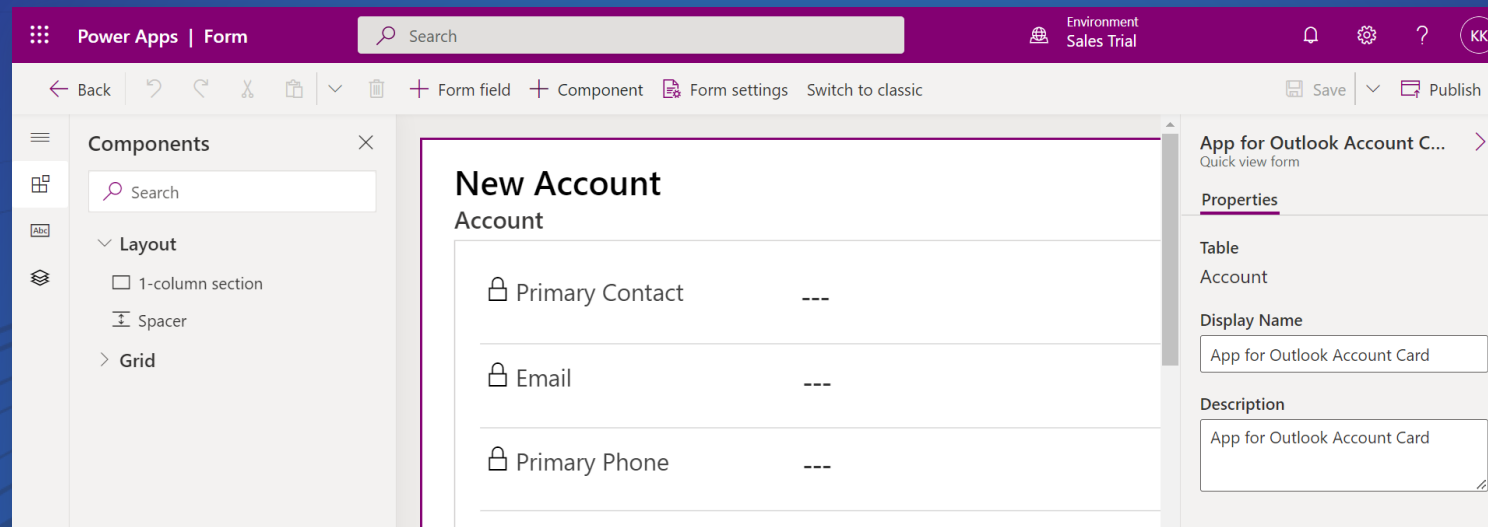 Power Apps | Form
Search
Environment
Sales Trial
KK
Back
Form field
Component
Form settings
Switch to classic
Save
Publish
Components
Search
Layout
1-column section
Spacer
Grid
Abc
New Account
Account
Primary Contact ---
Email ---
Primary Phone ---
App for Outlook Account C...
Quick view form
Properties
Table
Account
Display Name
App for Outlook Account Card
Description
App for Outlook Account Card